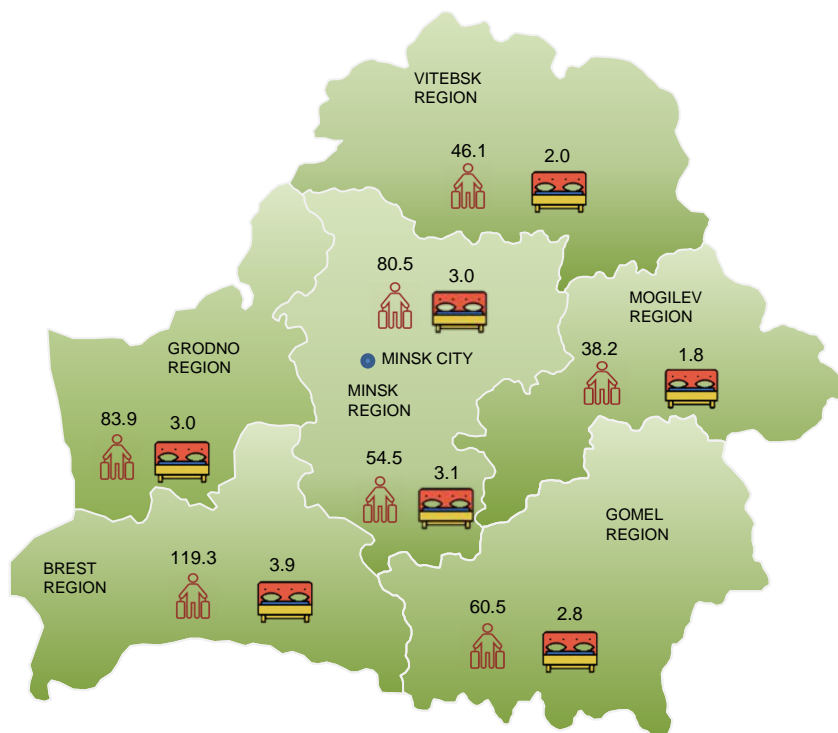 VITEBSK
REGION
46.1
2.0
80.5
3.0
MINSK CITY
MINSK
REGION
54.5
3.1
MOGILEV
REGION
38.2
1.8
GRODNO
REGION
83.9
3.0
BREST
REGION
119.3
3.9
GOMEL
REGION
60.5
2.8